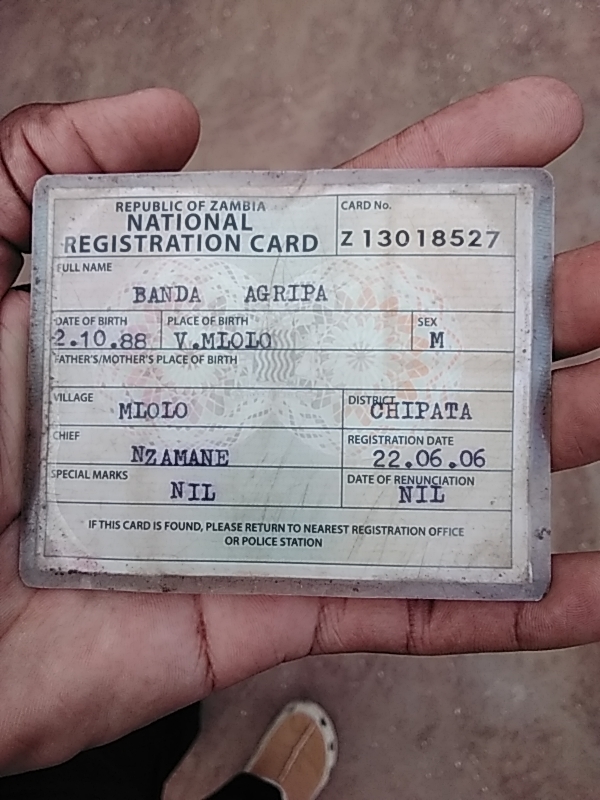 REPUBLIC OF ZAMBIA
NATIONAL
REGISTRATION CARD
CARD No.
Z 13018527
FULL NAME
BANDA AGRIPA
DATE OF BIRTH
2.10.88
PLACE OF BIRTH
V.MLOLO
SEX
M
FATHER'S/MOTHER'S PLACE OF BIRTH
VILLAGE
MLOLO
DISTRICT
CHIPATA
CHIEF
NZAMANE
REGISTRATION DATE
22.06.06
SPECIAL MARKS
NIL
DATE OF RENUNCIATION
NIL
IF THIS CARD IS FOUND, PLEASE RETURN TO NEAREST REGISTRATION OFFICE
OR POLICE STATION